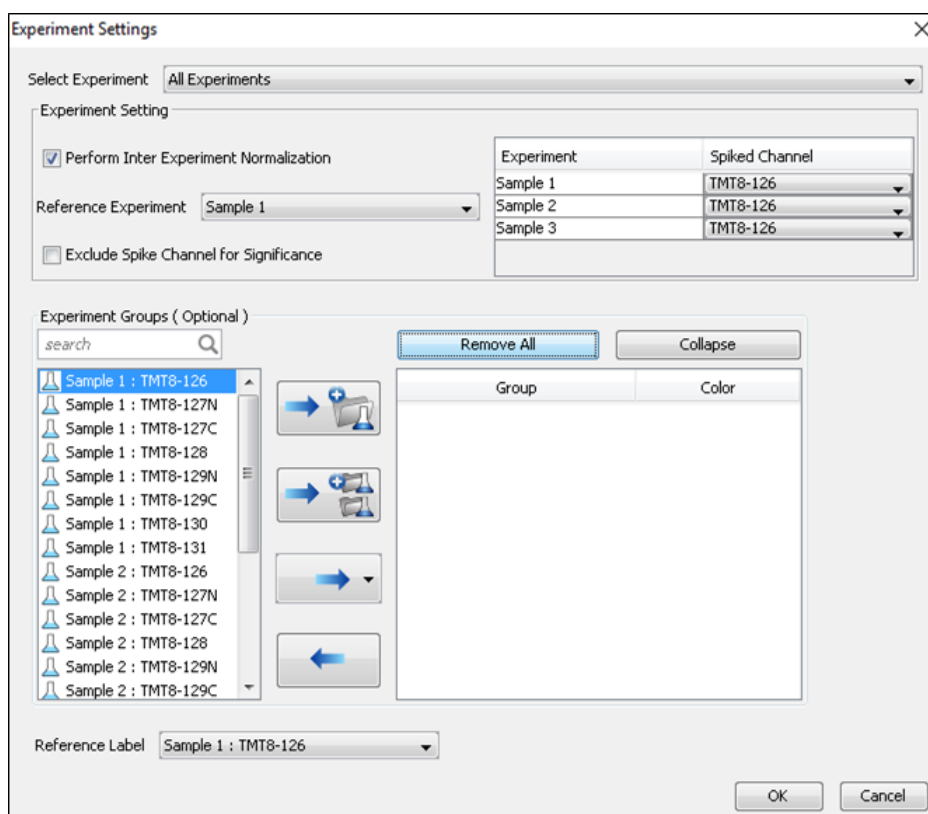 Experiment Settings
Select Experiment All Experiments
Experiment Setting
Perform Inter Experiment Normalization
Reference Experiment Sample 1
Exclude Spike Channel for Significance
Experiment Spiked Channel
Sample 1 TMT8-126
Sample 2 TMT8-126
Sample 3 TMT8-126
Experiment Groups ( Optional )
search
Remove All Collapse
Sample 1 : TMT8-126
Sample 1 : TMT8-127N
Sample 1 : TMT8-127C
Sample 1 : TMT8-128
Sample 1 : TMT8-129N
Sample 1 : TMT8-129C
Sample 1 : TMT8-130
Sample 1 : TMT8-131
Sample 2 : TMT8-126
Sample 2 : TMT8-127N
Sample 2 : TMT8-127C
Sample 2 : TMT8-128
Sample 2 : TMT8-129N
Sample 2 : TMT8-129C
Group Color
Reference Label Sample 1 : TMT8-126
OK Cancel